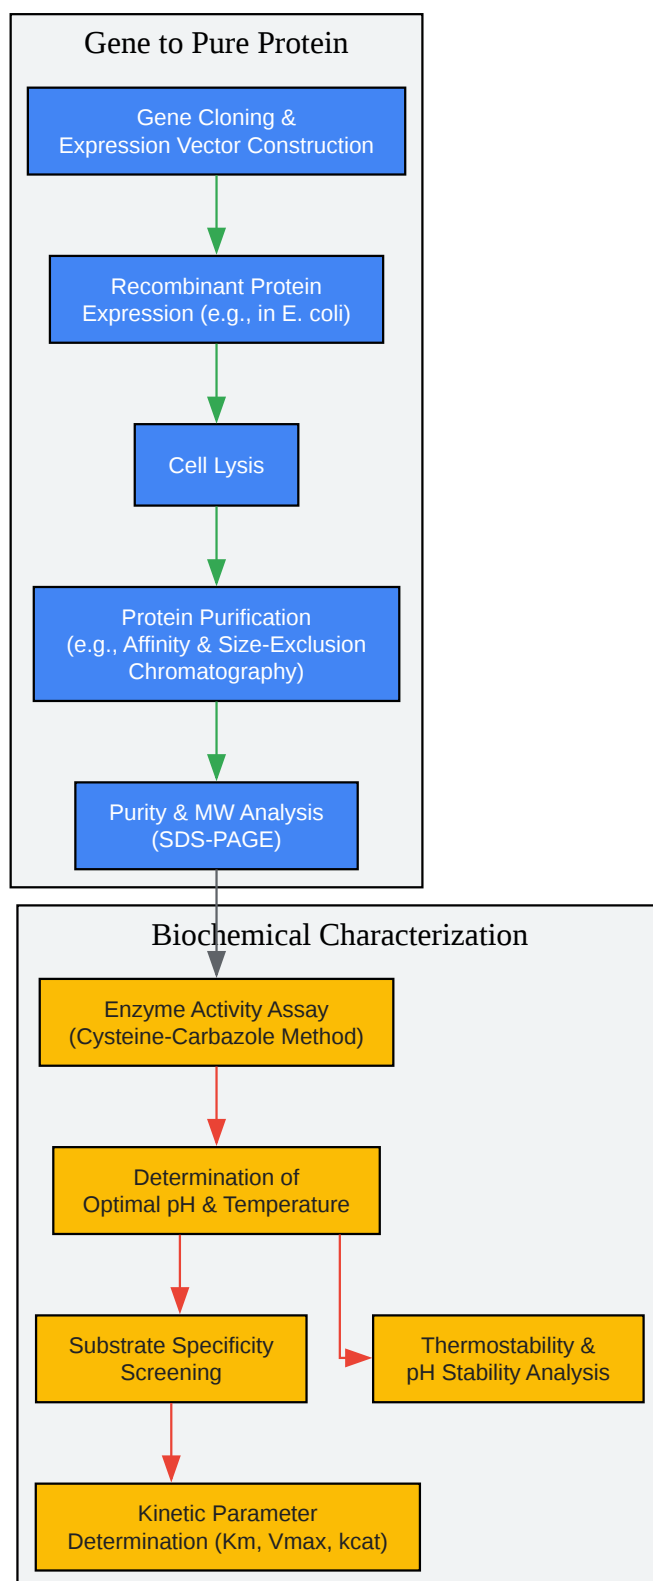 Gene to Pure Protein
Gene Cloning &
Expression Vector Construction
Recombinant Protein
Expression (e.g., in E. coli)
Cell Lysis
Protein Purification
(e.g., Affinity & Size-Exclusion
Chromatography)
Purity & MW Analysis
(SDS-PAGE)
Biochemical Characterization
Enzyme Activity Assay
(Cysteine-Carbazole Method)
Determination of
Optimal pH & Temperature
Substrate Specificity
Screening
Thermostability &
pH Stability Analysis
Kinetic Parameter
Determination (Km, Vmax, kcat)